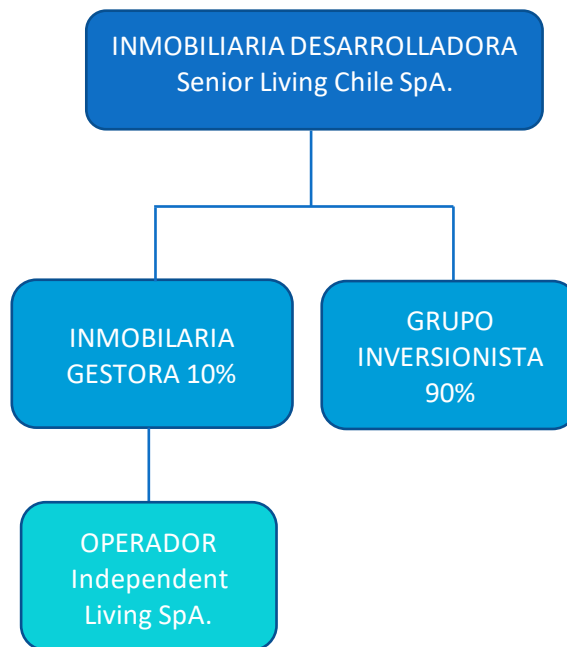 INMOBILIARIA DESARROLLADORA
Senior Living Chile SpA.
INMOBILARIA
GESTORA 10%
GRUPO
INVERSIONISTA
90%
OPERADOR
Independent
Living SpA.